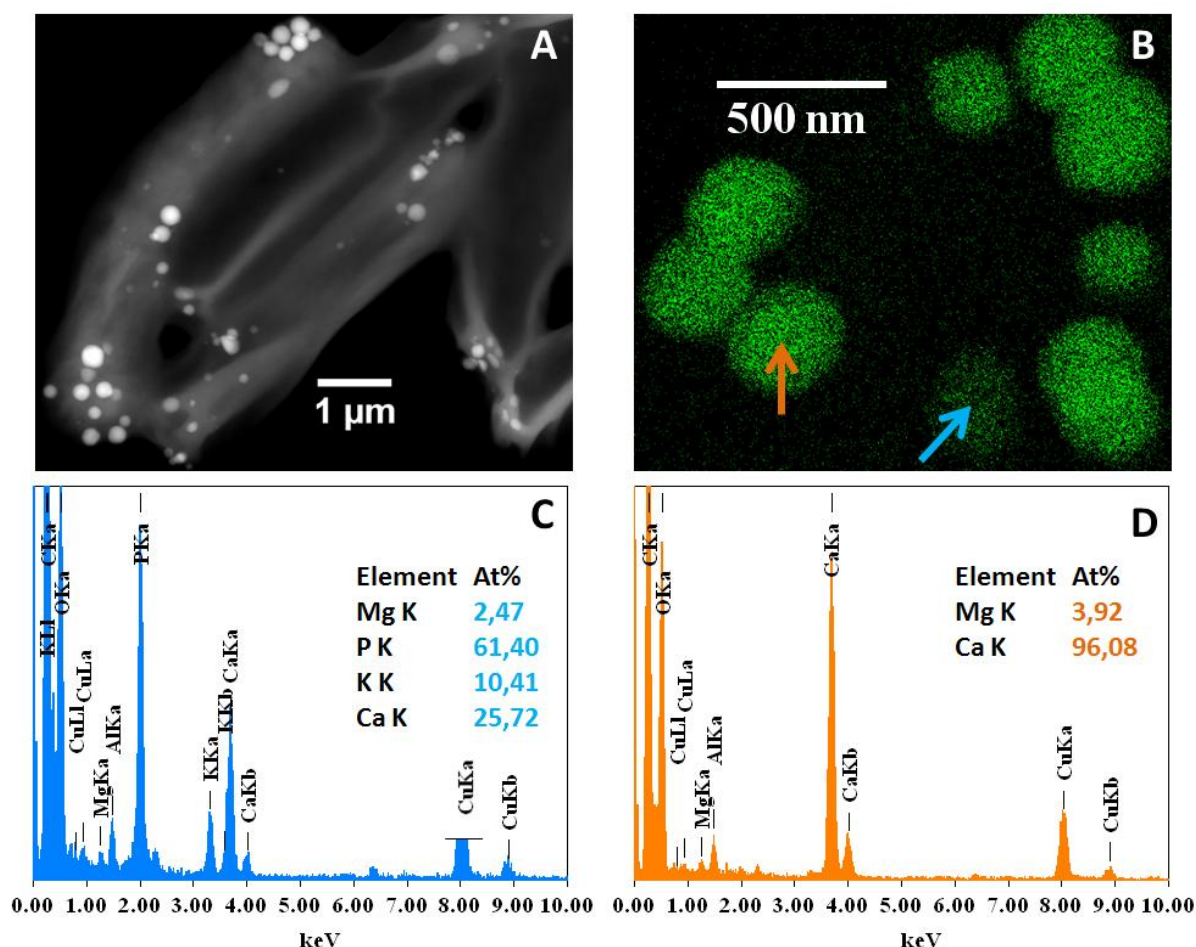 A
1 µm
B
500 nm
C
CKa
OKa
KLl
CuLl
CuLa
MgKa
AlKa
PKa
KKa
KKb
CaKa
CaKb
CuKa
CuKb
Element At%
Mg K 2,47
P K 61,40
K K 10,41
Ca K 25,72
0.00 1.00 2.00 3.00 4.00 5.00 6.00 7.00 8.00 9.00 10.00
keV
D
CKa
OKa
CuLl
CuLa
MgKa
AlKa
CaKa
CaKb
CuKa
CuKb
Element At%
Mg K 3,92
Ca K 96,08
0.00 1.00 2.00 3.00 4.00 5.00 6.00 7.00 8.00 9.00 10.00
keV